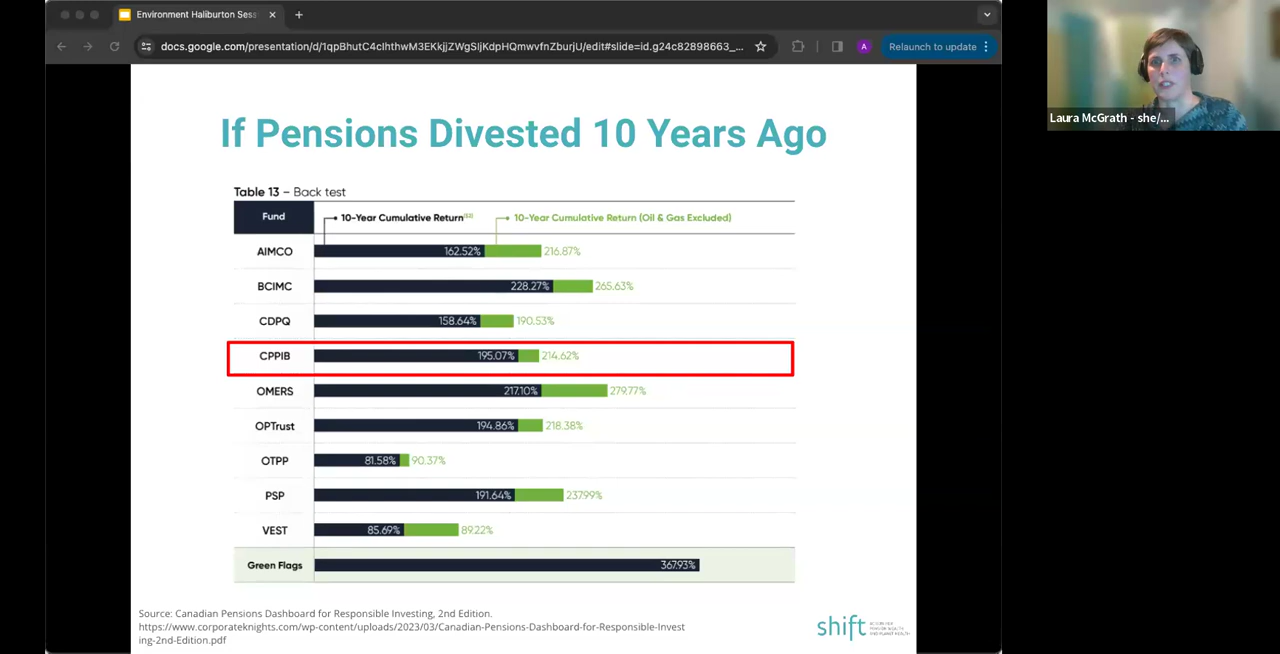 Environment Haliburton Sess
docs.google.com/presentation/d/1qpBhutC4cIhthwM3EKkjjZWgSljKdpHQmwvfnZburjU/edit#slide=id.g24c82898663_...
A
Relaunch to update
Laura McGrath - she/...
If Pensions Divested 10 Years Ago
Table 13 – Back test
Fund 10-Year Cumulative Return(52) 10-Year Cumulative Return (Oil & Gas Excluded)
AIMCO 162.52% 216.87%
BCIMC 228.27% 265.63%
CDPQ 158.64% 190.53%
CPPIB 195.07% 214.62%
OMERS 217.10% 279.77%
OPTrust 194.86% 218.38%
OTPP 81.58% 90.37%
PSP 191.64% 237.99%
VEST 85.69% 89.22%
Green Flags 367.93%
Source: Canadian Pensions Dashboard for Responsible Investing, 2nd Edition.
https://www.corporateknights.com/wp-content/uploads/2023/03/Canadian-Pensions-Dashboard-for-Responsible-Invest
ing-2nd-Edition.pdf
shift